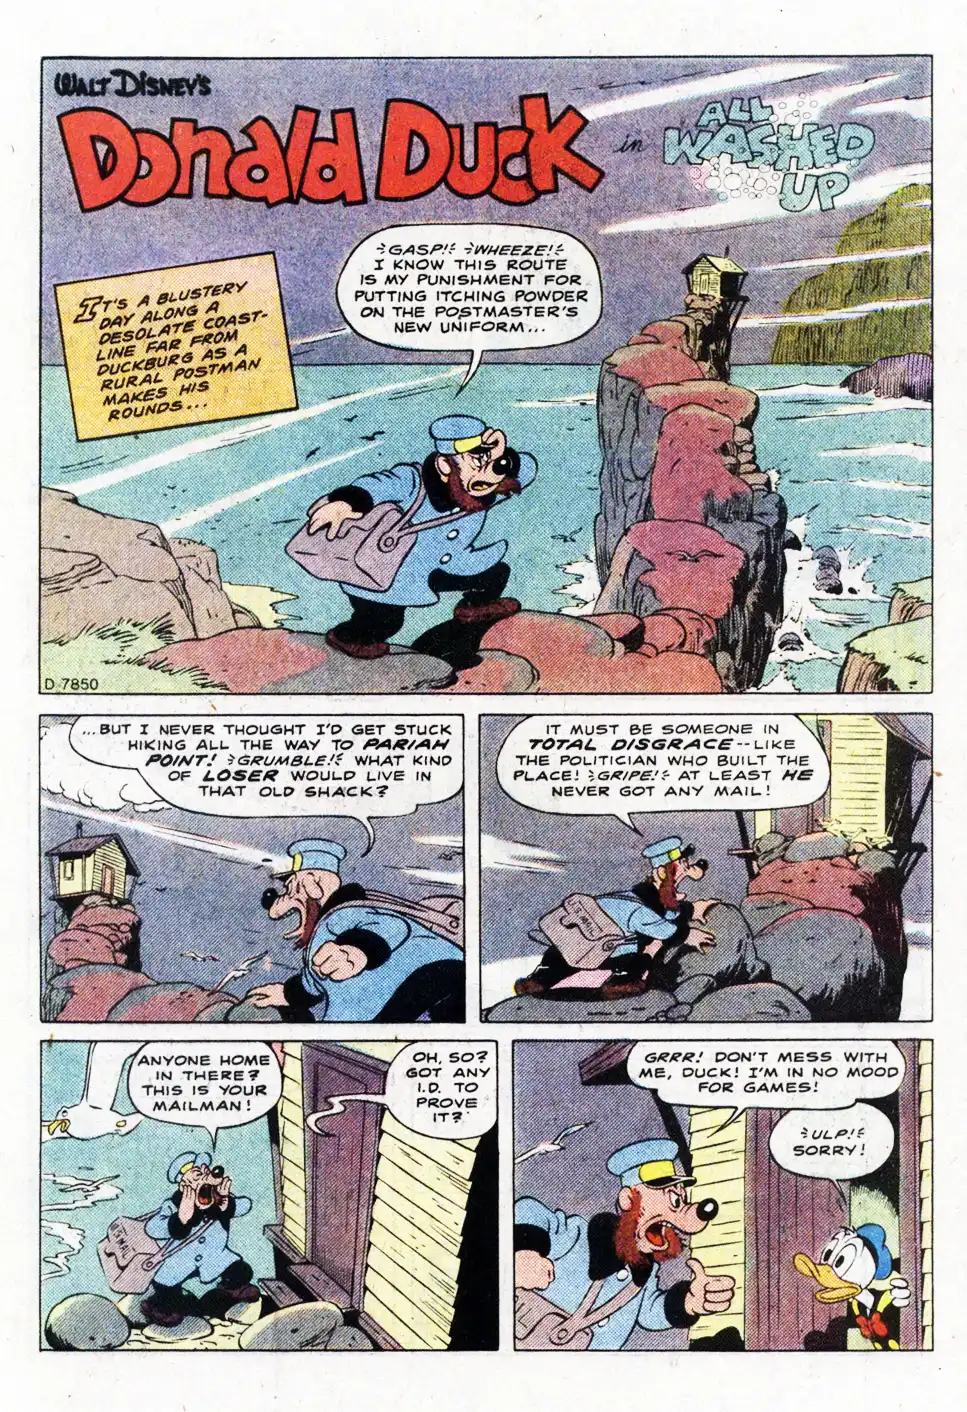 WALT DISNEY'S
DONALD DUCK
in
ALL
WASHED
UP
IT'S A BLUSTERY
DAY ALONG A
DESOLATE COAST-
LINE FAR FROM
DUCKBURG AS A
RURAL POSTMAN
MAKES HIS
ROUNDS...
GASP! WHEEZE!
I KNOW THIS ROUTE
IS MY PUNISHMENT FOR
PUTTING ITCHING POWDER
ON THE POSTMASTER'S
NEW UNIFORM...
D 7850
...BUT I NEVER THOUGHT I'D GET STUCK
HIKING ALL THE WAY TO PARIAH
POINT! GRUMBLE! WHAT KIND
OF LOSER WOULD LIVE IN
THAT OLD SHACK?
IT MUST BE SOMEONE IN
TOTAL DISGRACE--LIKE
THE POLITICIAN WHO BUILT THE
PLACE! GRIPE! AT LEAST HE
NEVER GOT ANY MAIL!
U.S. MAIL
ANYONE HOME
IN THERE?
THIS IS YOUR
MAILMAN!
OH, SO?
GOT ANY
I.D. TO
PROVE
IT?
U.S. MAIL
GRRR! DON'T MESS WITH
ME, DUCK! I'M IN NO MOOD
FOR GAMES!
ULP!
SORRY!